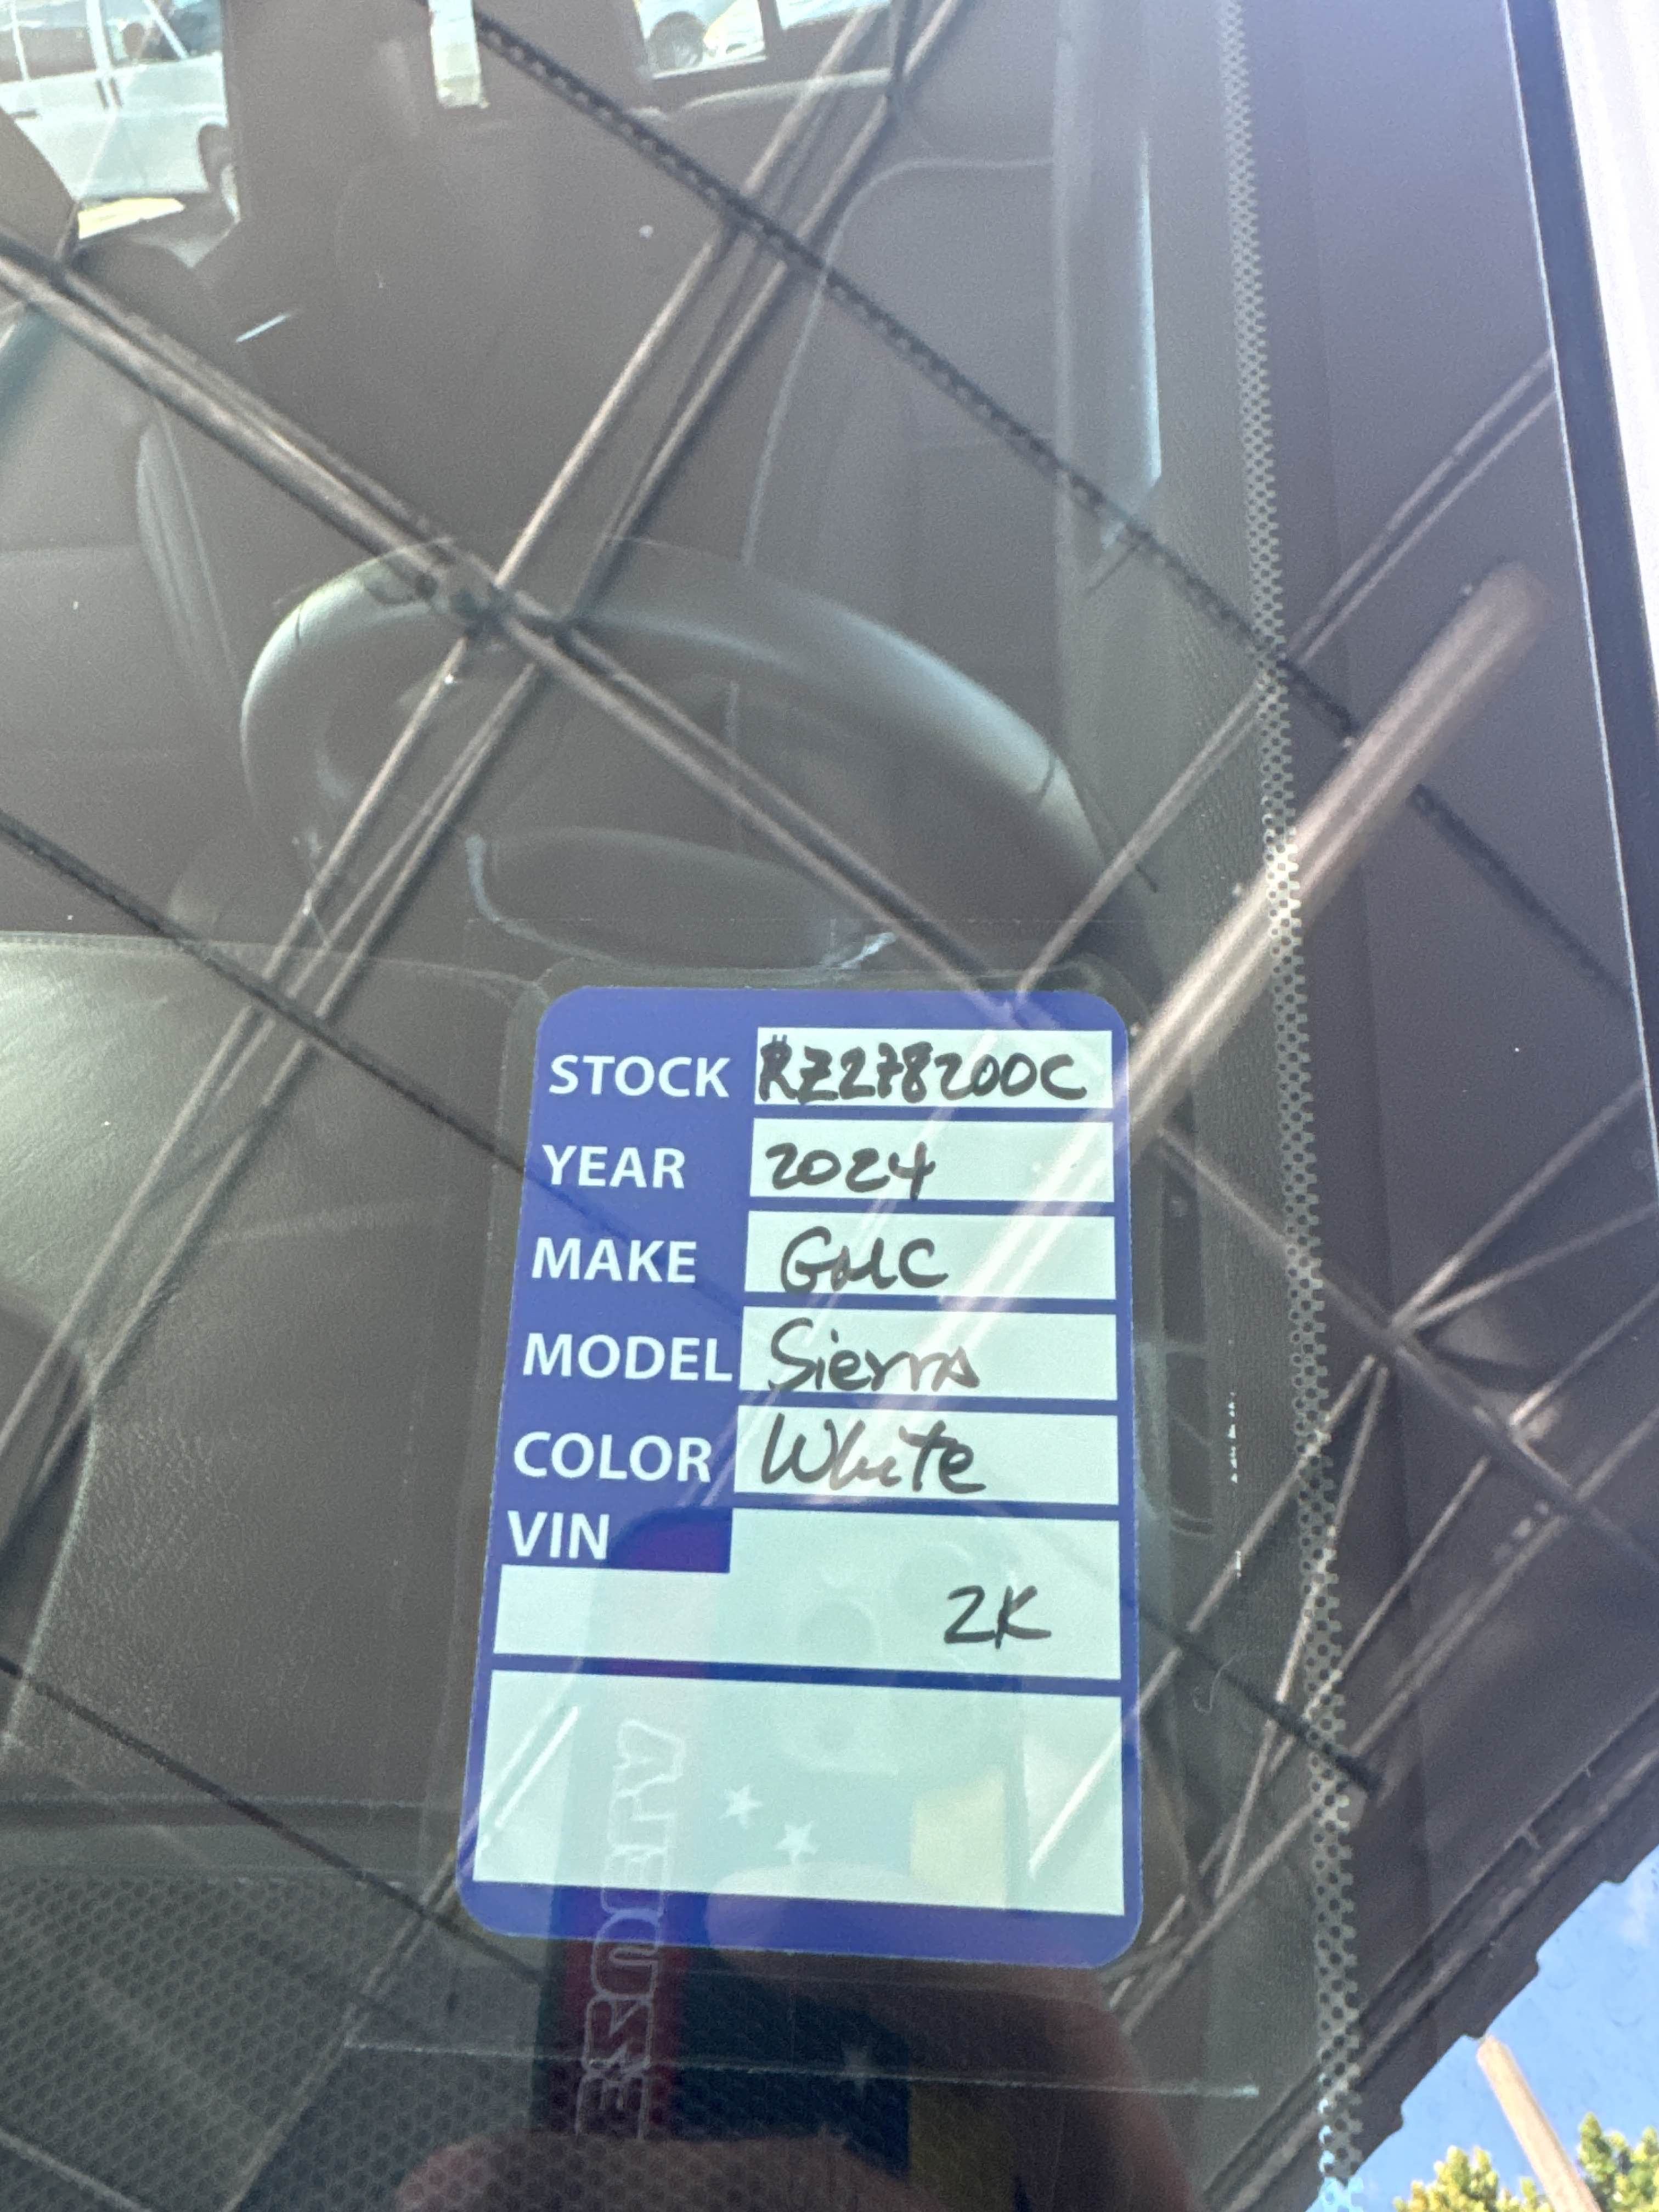 STOCK RZ278200C
YEAR 2024
MAKE GMC
MODEL Sierra
COLOR White
VIN
2K